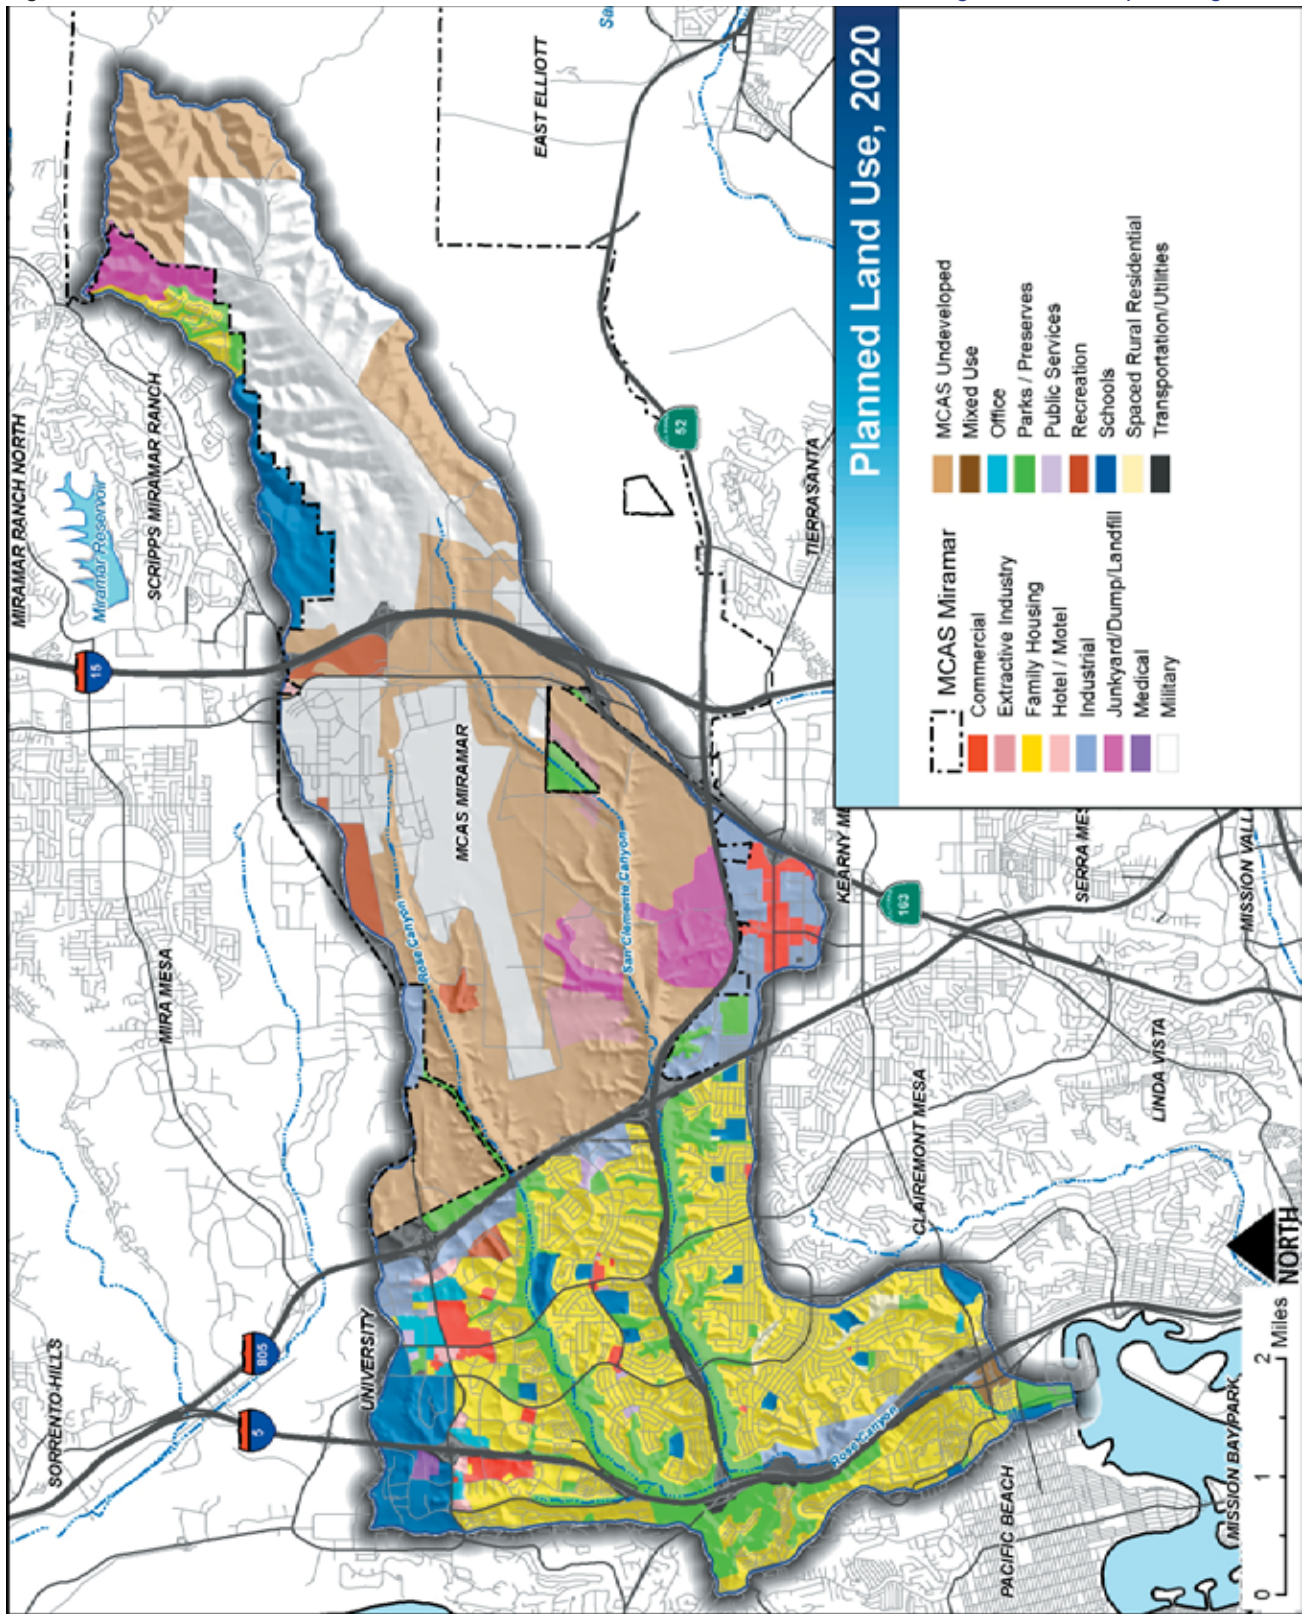 Planned Land Use, 2020
MCAS Miramar
Commercial
Extractive Industry
Family Housing
Hotel / Motel
Industrial
Junkyard/Dump/Landfill
Medical
Military
MCAS Undeveloped
Mixed Use
Office
Parks / Preserves
Public Services
Recreation
Schools
Spaced Rural Residential
Transportation/Utilities
SORRENTO HILLS
UNIVERSITY
805
5
MIRA MESA
MIRAMAR RANCH NORTH
Miramar Reservoir
SCRIPPS MIRAMAR RANCH
15
EAST ELLIOTT
52
TIERRASANTA
MCAS MIRAMAR
Rose Canyon
San Clemente Canyon
KEARNY ME
163
SERRA MES
MISSION VALL
LINDA VISTA
CLAIREMONT MESA
Rose Canyon
PACIFIC BEACH
MISSION BAY PARK
NORTH
0 1 2 Miles